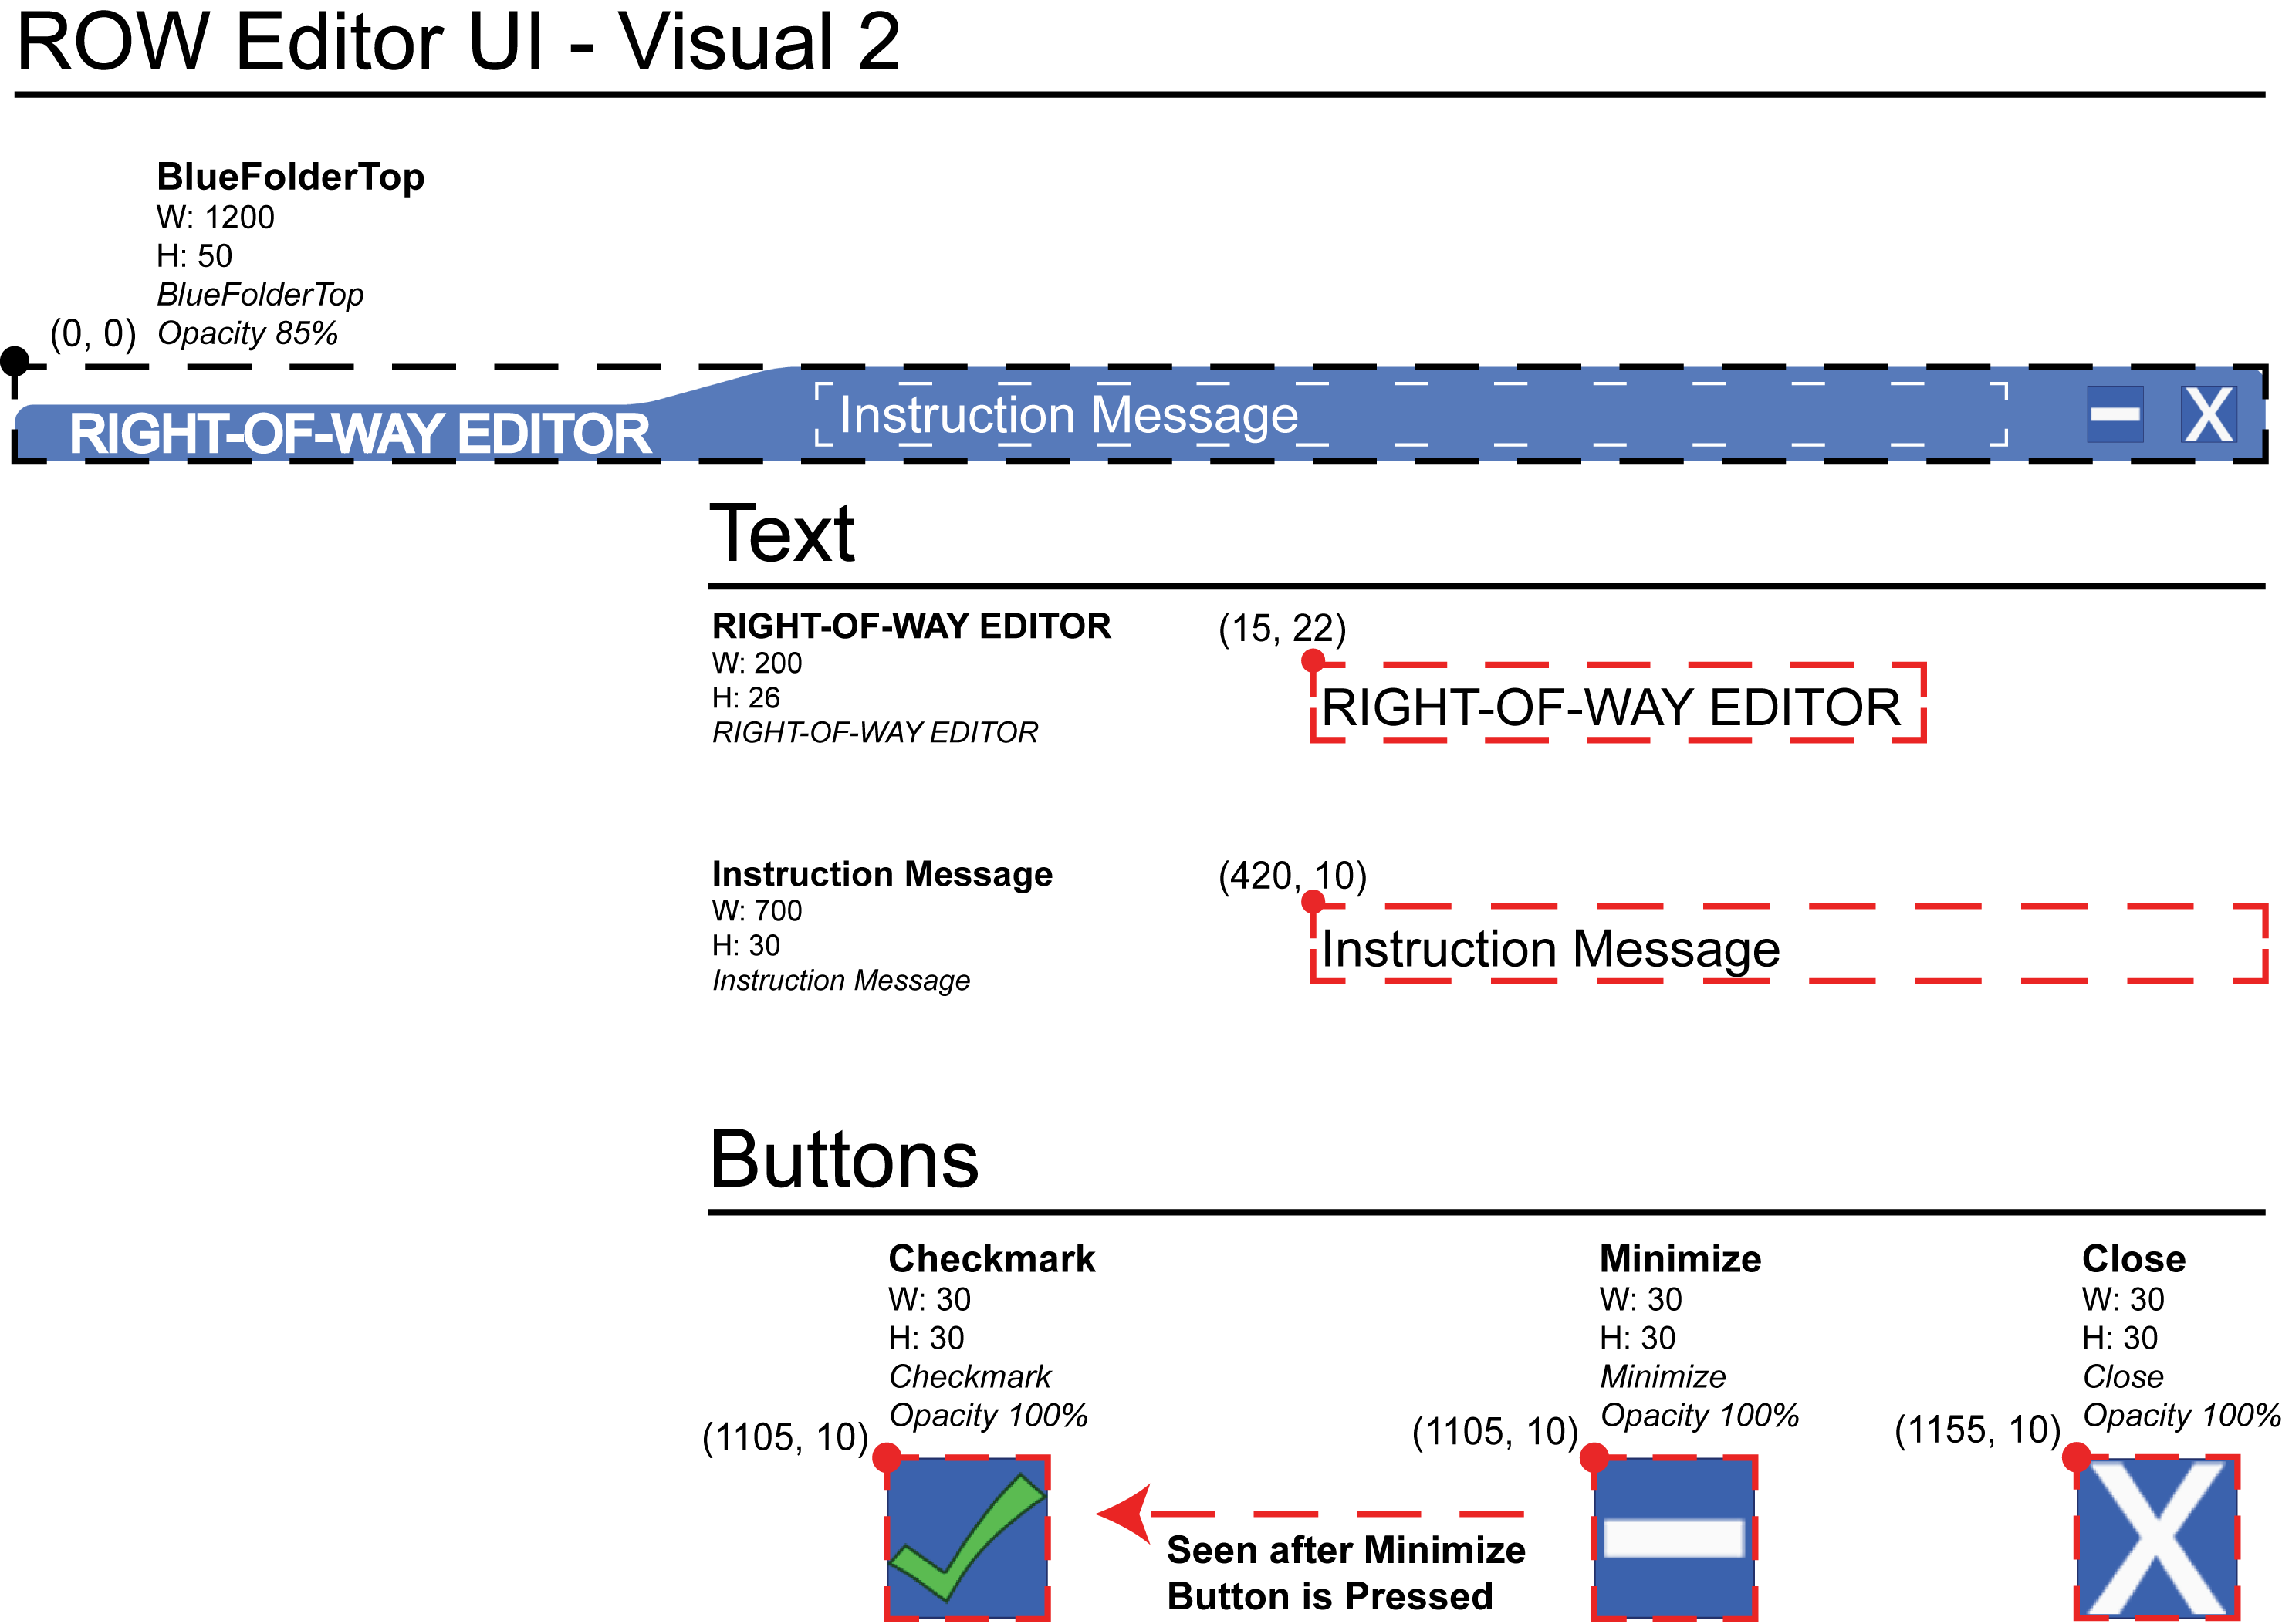 ROW Editor UI - Visual 2
BlueFolderTop
W: 1200
H: 50
BlueFolderTop
Opacity 85%
(0, 0)
RIGHT-OF-WAY EDITOR
Instruction Message
X
Text
RIGHT-OF-WAY EDITOR
W: 200
H: 26
RIGHT-OF-WAY EDITOR
(15, 22)
RIGHT-OF-WAY EDITOR
Instruction Message
W: 700
H: 30
Instruction Message
(420, 10)
Instruction Message
Buttons
Checkmark
W: 30
H: 30
Checkmark
Opacity 100%
(1105, 10)
Seen after Minimize
Button is Pressed
Minimize
W: 30
H: 30
Minimize
Opacity 100%
(1105, 10)
Close
W: 30
H: 30
Close
Opacity 100%
(1155, 10)
X